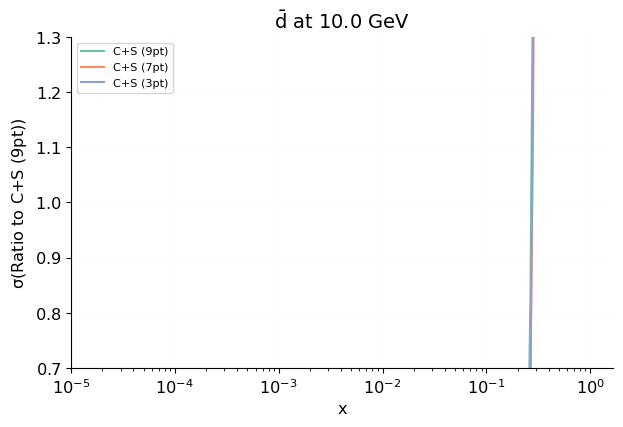 d̄ at 10.0 GeV
C+S (9pt)
C+S (7pt)
C+S (3pt)
σ(Ratio to C+S (9pt))
1.3
1.2
1.1
1.0
0.9
0.8
0.7
10⁻⁵
10⁻⁴
10⁻³
10⁻²
10⁻¹
10⁰
x